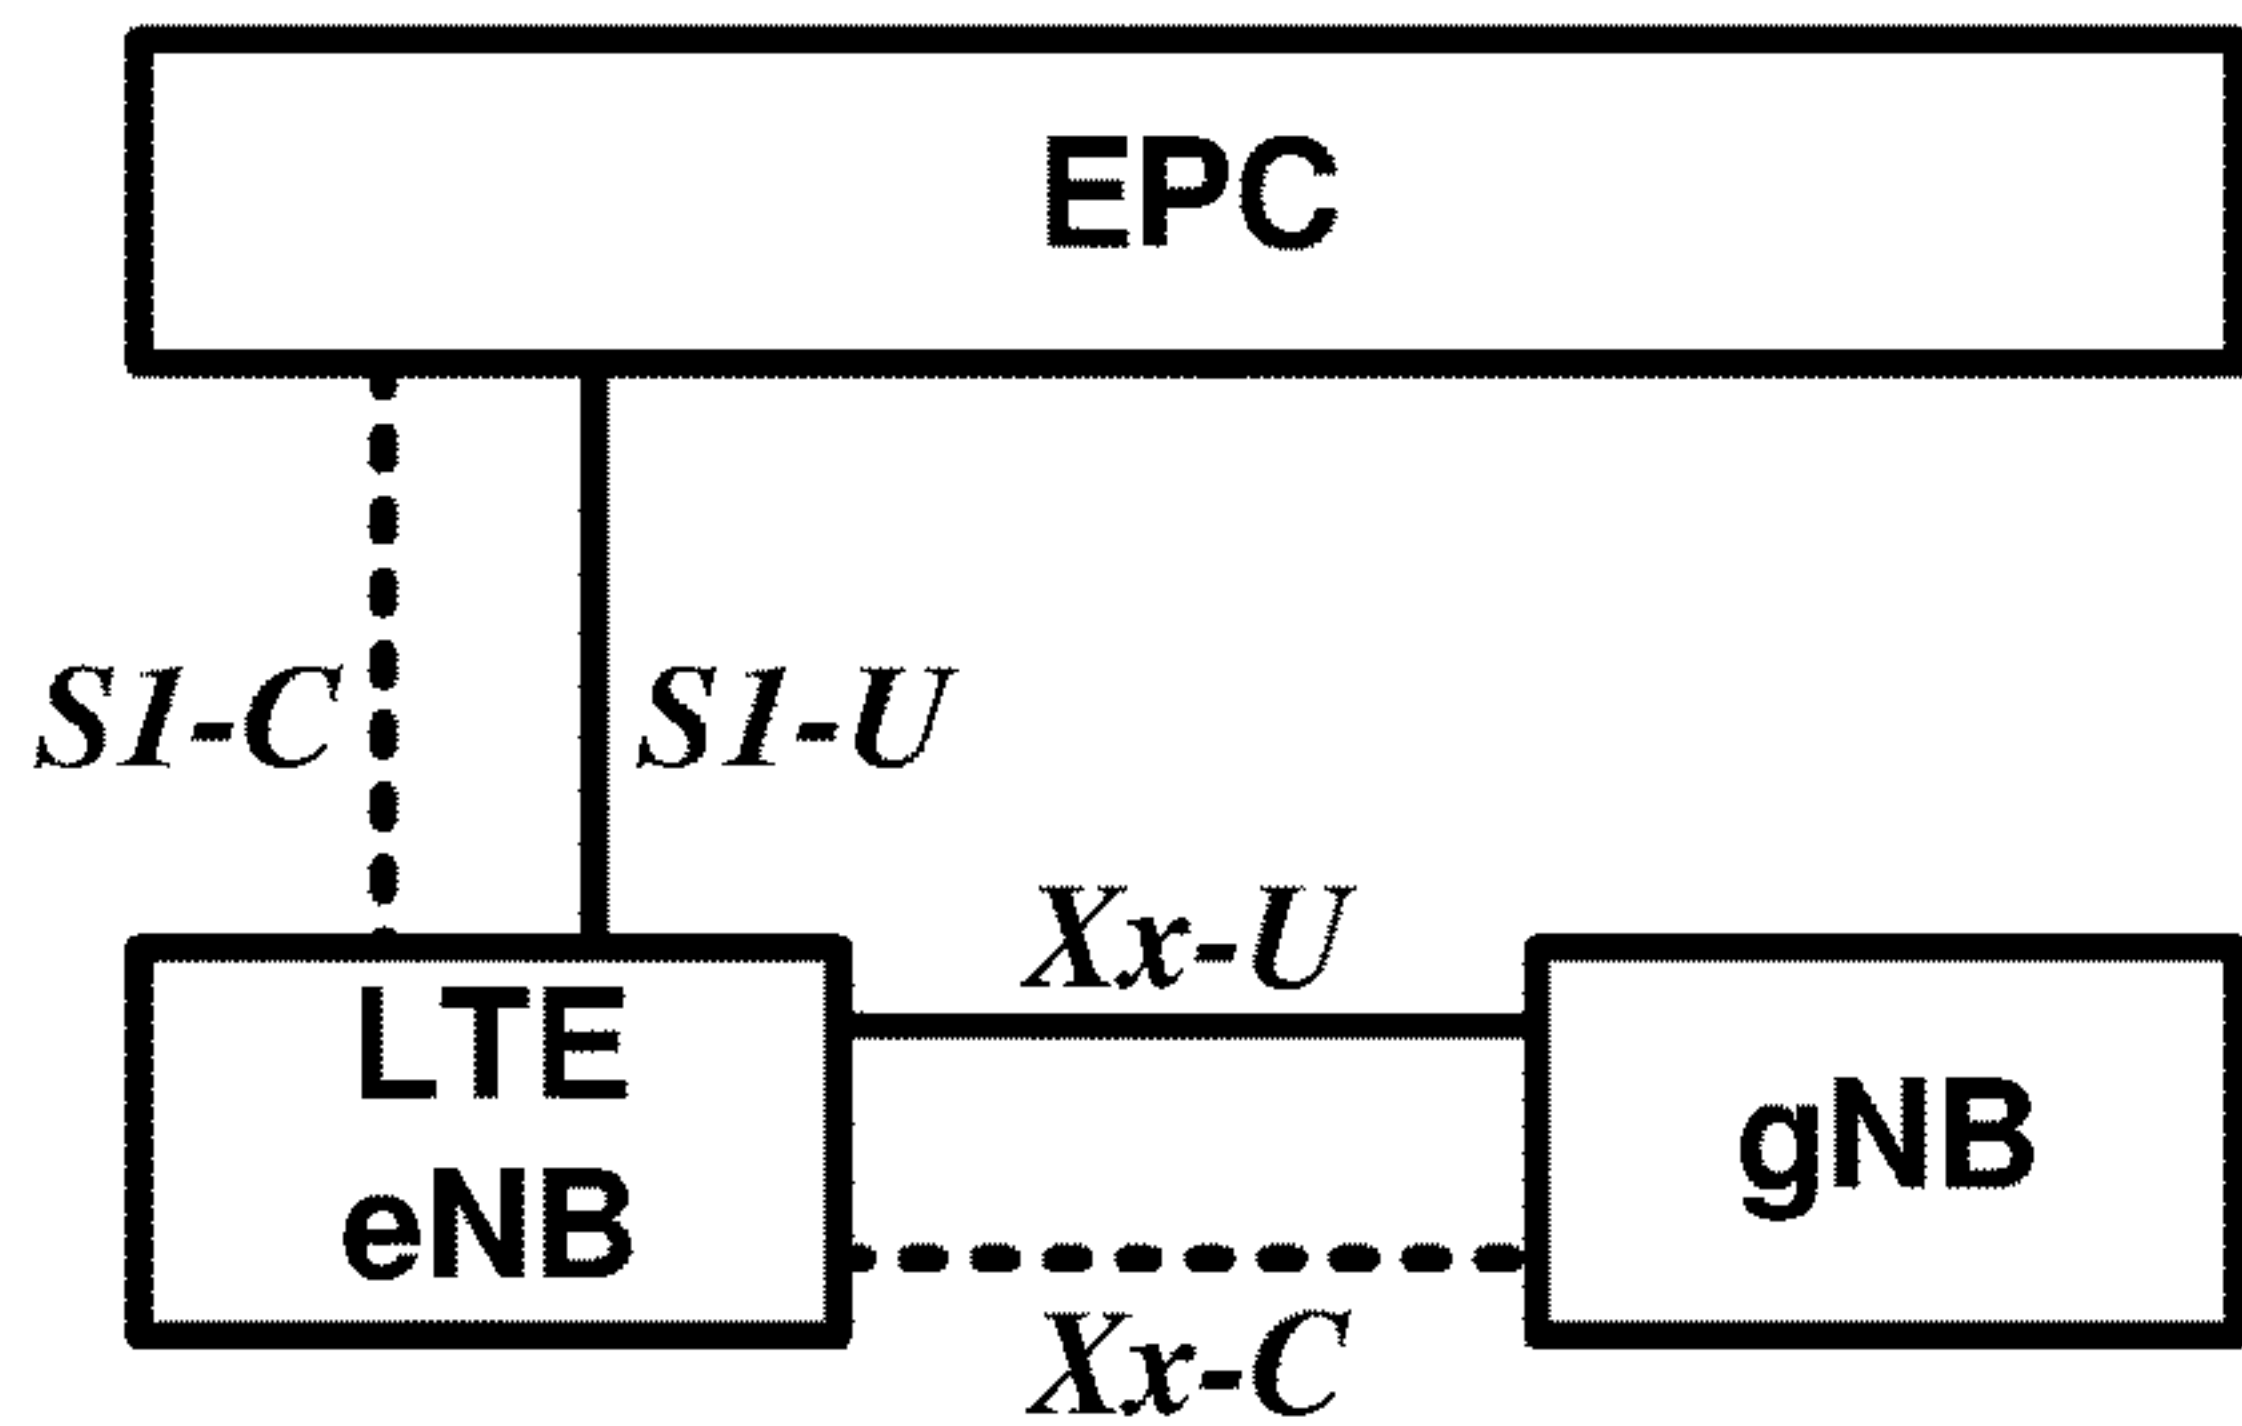 EPC
S1-C
S1-U
Xx-U
LTE
eNB
gNB
Xx-C